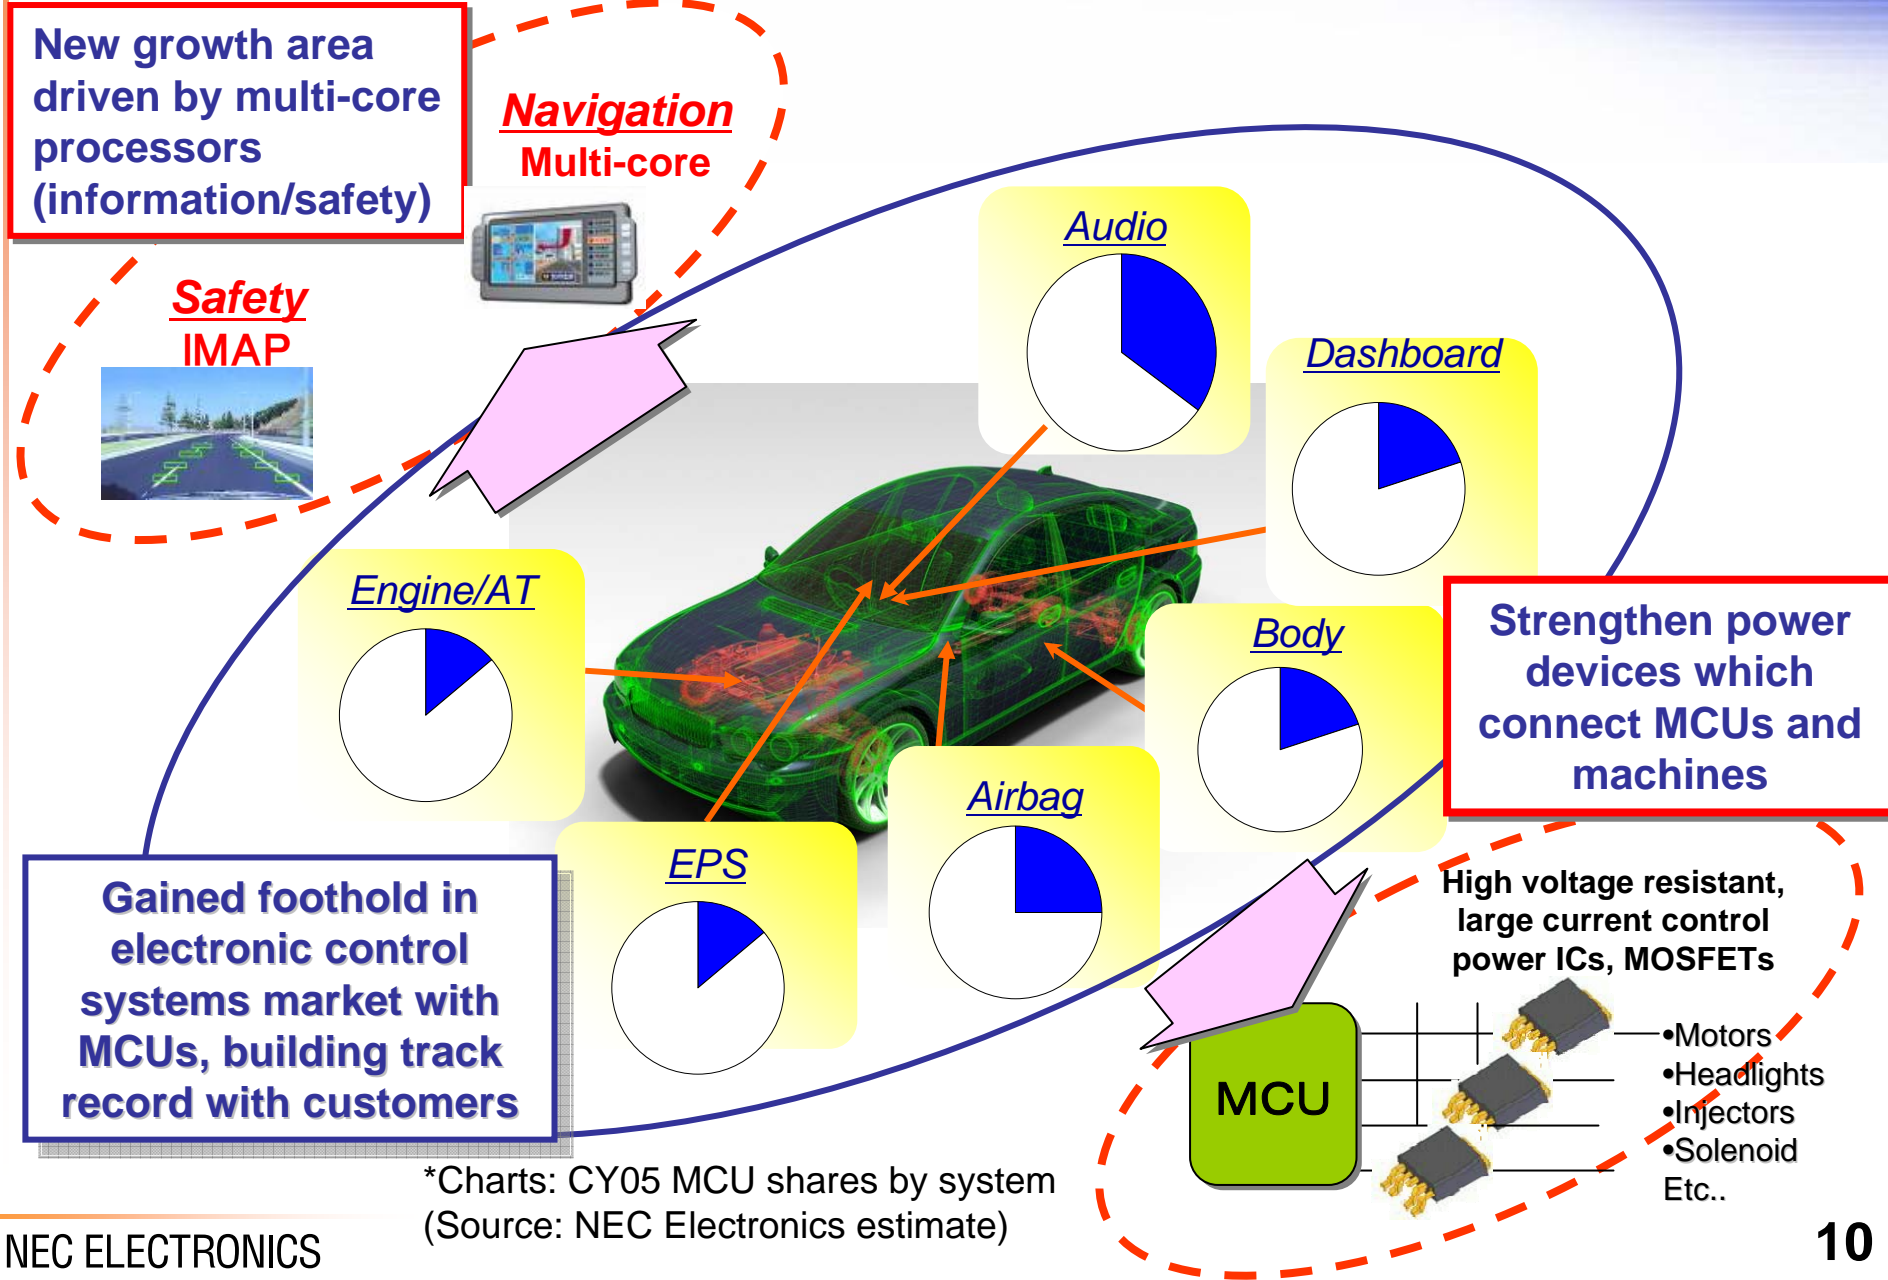 New growth area
driven by multi-core
processors
(information/safety)
Navigation
Multi-core
Safety
IMAP
Audio
Dashboard
Engine/AT
Body
Strengthen power
devices which
connect MCUs and
machines
Airbag
EPS
Gained foothold in
electronic control
systems market with
MCUs, building track
record with customers
High voltage resistant,
large current control
power ICs, MOSFETs
MCU
•Motors
•Headlights
•Injectors
•Solenoid
Etc..
*Charts: CY05 MCU shares by system
(Source: NEC Electronics estimate)
NEC ELECTRONICS
10